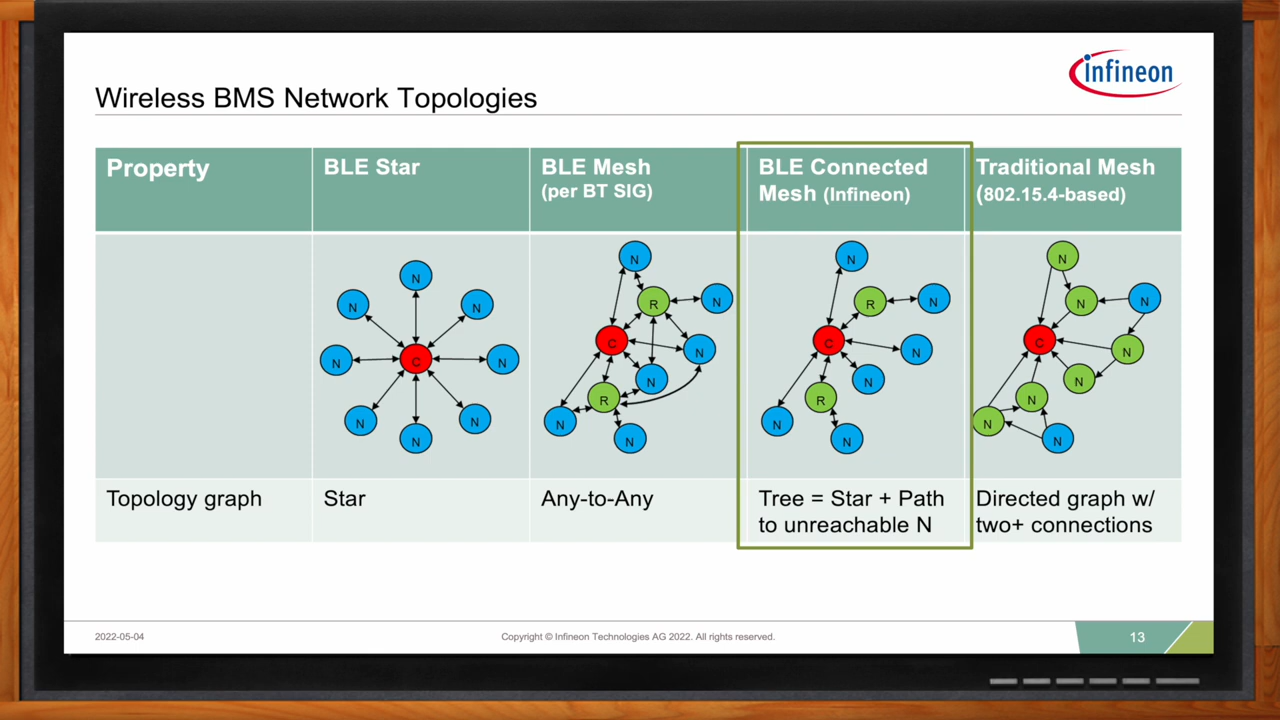 infineon
Wireless BMS Network Topologies
Property
BLE Star
BLE Mesh
(per BT SIG)
BLE Connected
Mesh (Infineon)
Traditional Mesh
(802.15.4-based)
N
N
N
N
C
N
N
N
N
N
R
N
C
N
N
R
N
N
N
R
N
C
N
N
R
N
N
N
N
N
C
N
N
N
N
N
Topology graph
Star
Any-to-Any
Tree = Star + Path
to unreachable N
Directed graph w/
two+ connections
2022-05-04
Copyright © Infineon Technologies AG 2022. All rights reserved.
13